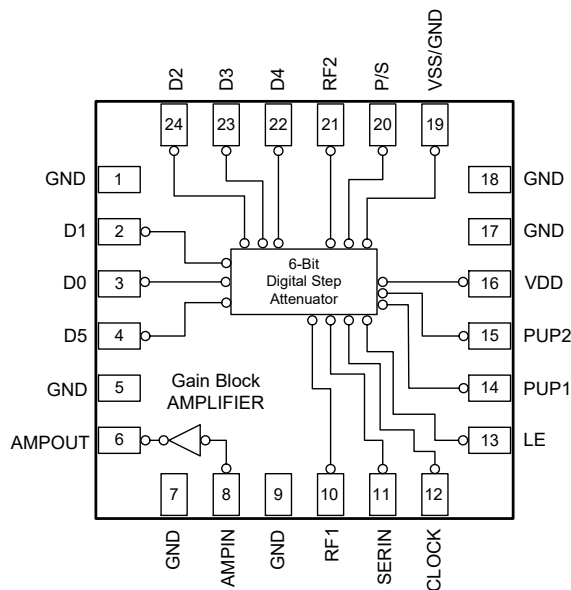 D2
D3
D4
RF2
P/S
VSS/GND
24
23
22
21
20
19
GND
1
18
GND
D1
2
17
GND
D0
3
6-Bit
Digital Step
Attenuator
16
VDD
D5
4
15
PUP2
GND
5
Gain Block
AMPLIFIER
14
PUP1
AMPOUT
6
13
LE
7
8
9
10
11
12
GND
AMPIN
GND
RF1
SERIN
CLOCK